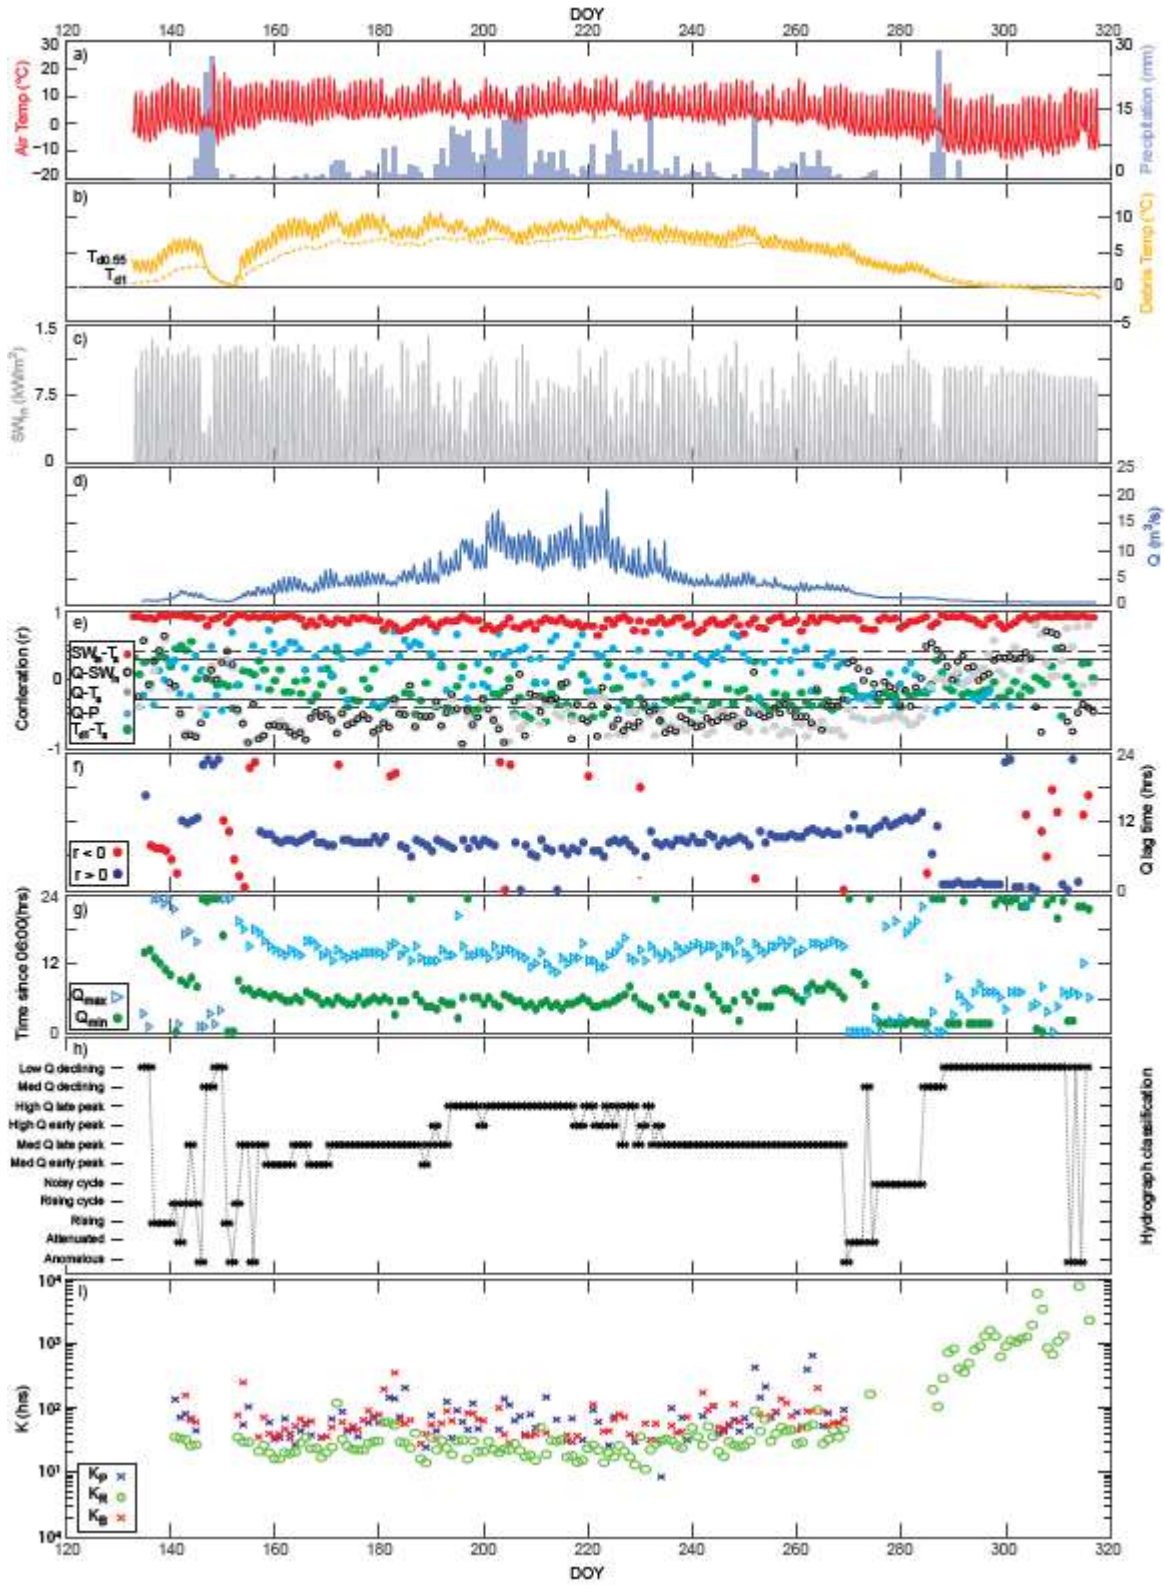 DOY
120 140 160 180 200 220 240 260 280 300 320
a)
Air Temp (°C)
30
20
10
0
−10
−20
Precipitation (mm)
30
15
0
b)
Td0.55
Td1
Debris Temp (°C)
10
5
0
−5
c)
SWin (kW/m²)
1.5
7.5
0
d)
Q (m³/s)
25
20
15
10
5
0
e)
Correlation (r)
1
0
-1
Q-P
f)
Q lag time (hrs)
24
12
0
r < 0
r > 0
g)
Time since 06:00(hrs)
24
12
0
Qmax
Qmin
h)
Hydrograph classification
Low Q declining
Med Q declining
High Q late peak
High Q early peak
Med Q late peak
Med Q early peak
Noisy cycle
Rising cycle
Rising
Attenuated
Anomalous
i)
K (hrs)
10⁴
10³
10²
10¹
10⁴
KP
KR
KB
120 140 160 180 200 220 240 260 280 300 320
DOY